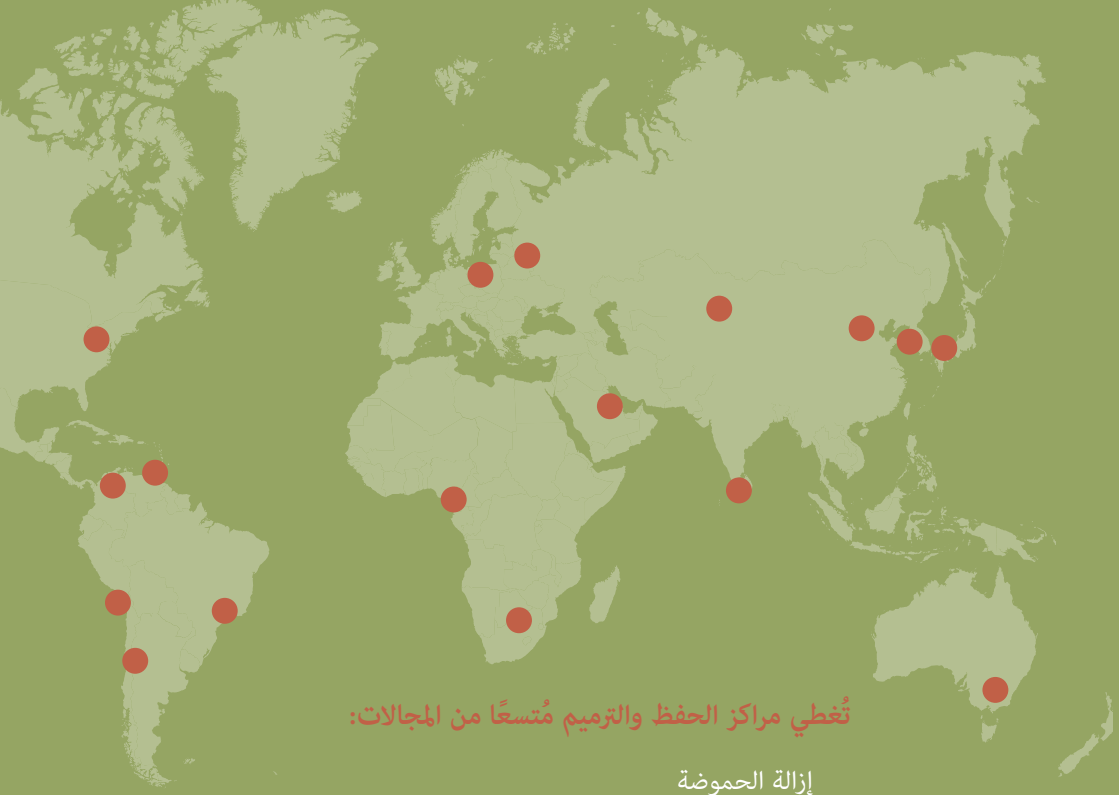 تُغطي مراكز الحفظ والترميم مُتسعًا من المجالات:
إزالة الحموضة